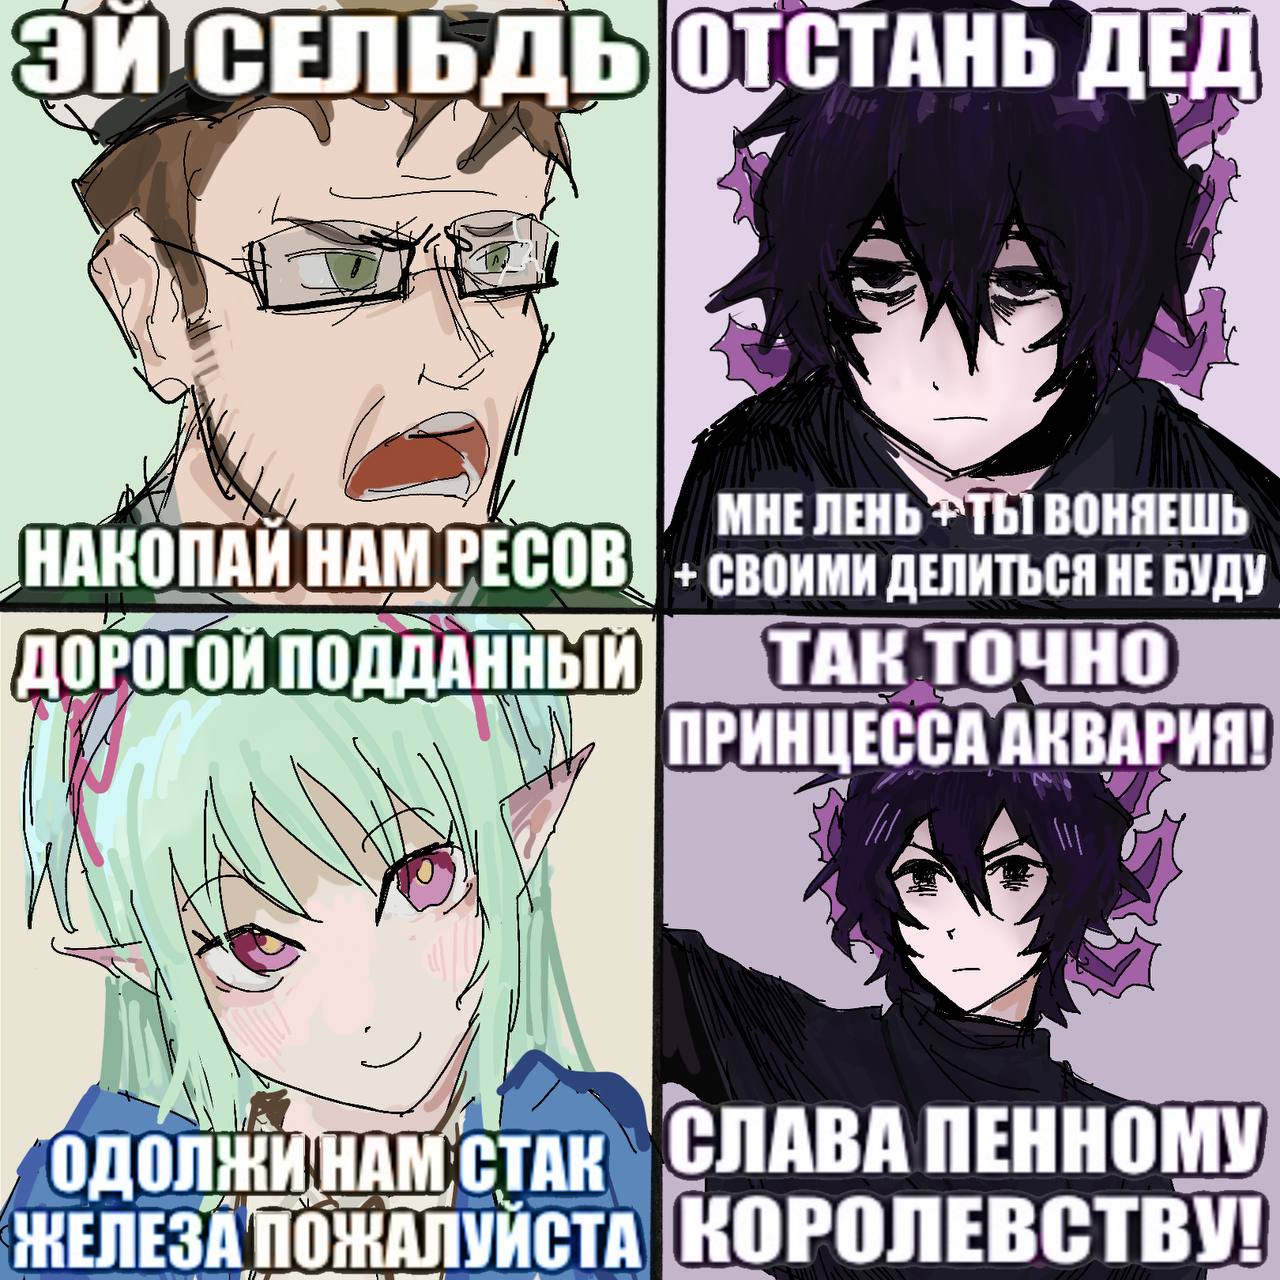 ЭЙ СЕЛЬДЬ
НАКОПАЙ НАМ РЕСОВ
ОТСТАНЬ ДЕД
МНЕ ЛЕНЬ + ТЫ ВОНЯЕШЬ
+ СВОИМИ ДЕЛИТЬСЯ НЕ БУДУ
ДОРОГОЙ ПОДДАННЫЙ
ОДОЛЖИ НАМ СТАК
ЖЕЛЕЗА ПОЖАЛУЙСТА
ТАК ТОЧНО
ПРИНЦЕССА АКВАРИЯ!
СЛАВА ПЕННОМУ
КОРОЛЕВСТВУ!